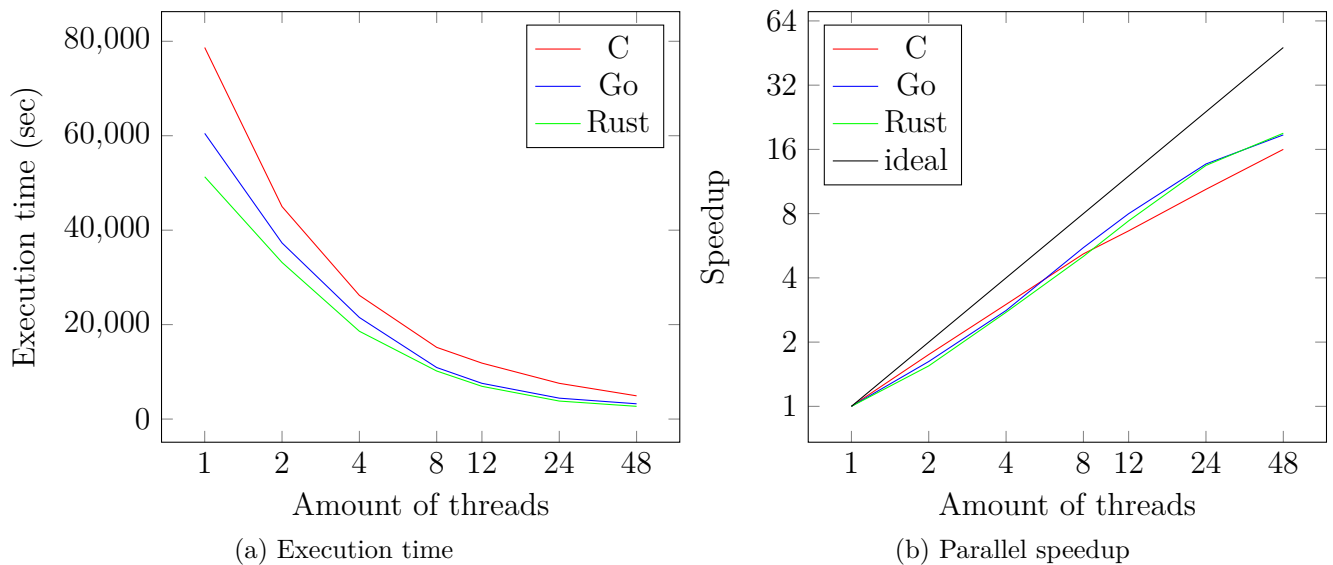 80,000
60,000
40,000
20,000
0
Execution time (sec)
C
Go
Rust
1 2 4 8 12 24 48
Amount of threads
(a) Execution time
64
32
16
8
4
2
1
Speedup
C
Go
Rust
ideal
1 2 4 8 12 24 48
Amount of threads
(b) Parallel speedup